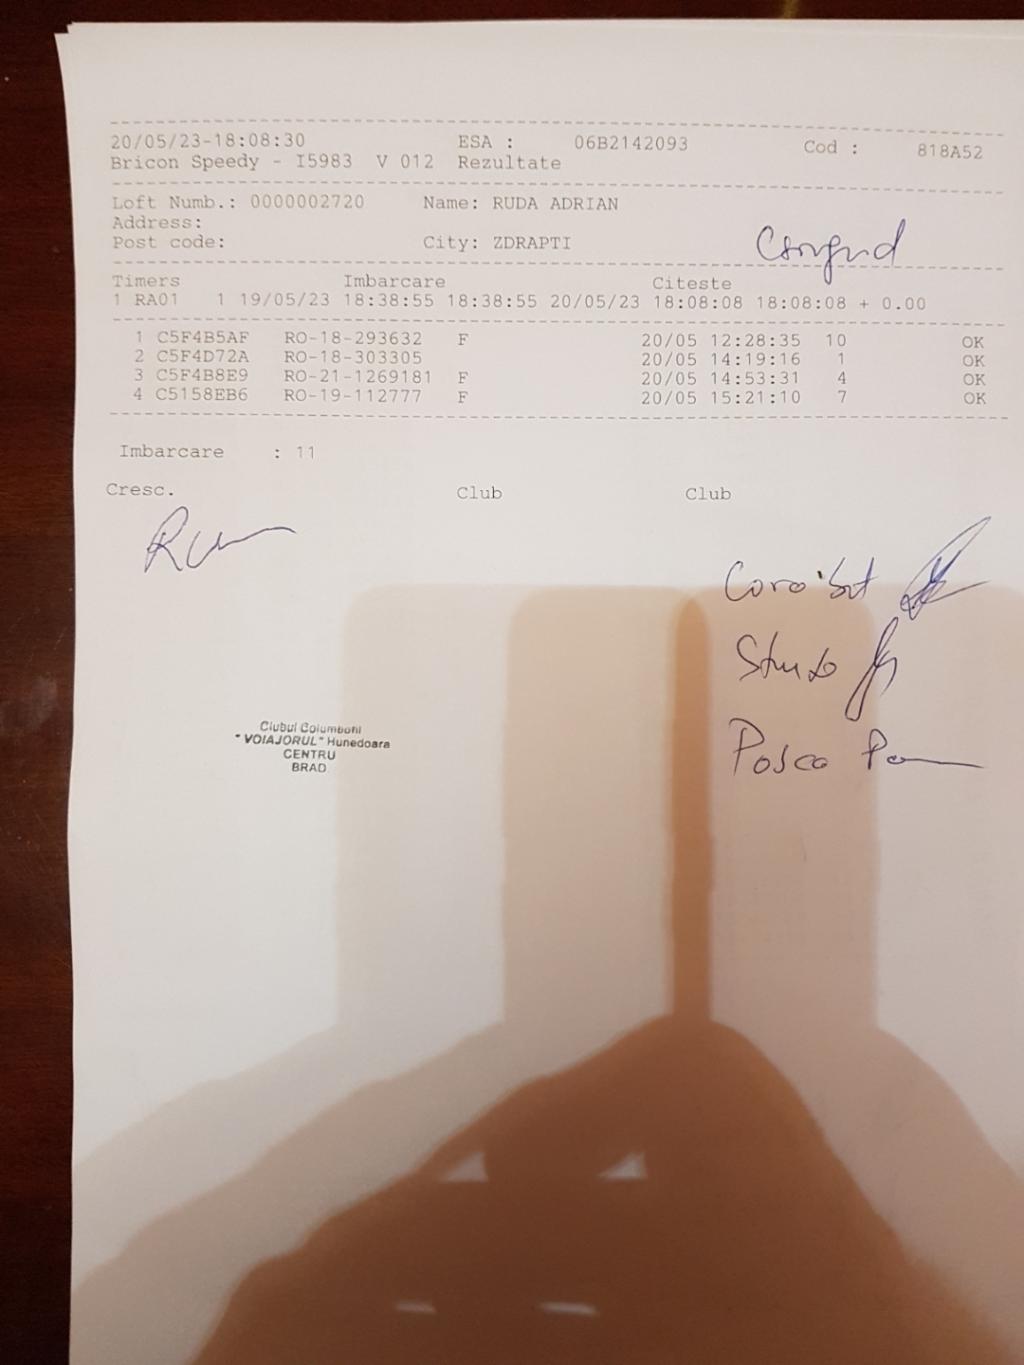 20/05/23-18:08:30 ESA : 06B2142093 Cod : 818A52
Bricon Speedy - I5983 V 012 Rezultate
Loft Numb.: 0000002720 Name: RUDA ADRIAN
Address:
Post code: City: ZDRAPTI
Timers Imbarcare Citeste
1 RA01 1 19/05/23 18:38:55 18:38:55 20/05/23 18:08:08 18:08:08 + 0.00
1 C5F4B5AF RO-18-293632 F 20/05 12:28:35 10 OK
2 C5F4D72A RO-18-303305 20/05 14:19:16 1 OK
3 C5F4B8E9 RO-21-1269181 F 20/05 14:53:31 4 OK
4 C5158EB6 RO-19-112777 F 20/05 15:21:10 7 OK
Imbarcare : 11
Cresc. Club Club
Posca
Clubul Columbofil
"VOIAJORUL" Hunedoara
CENTRU
BRAD